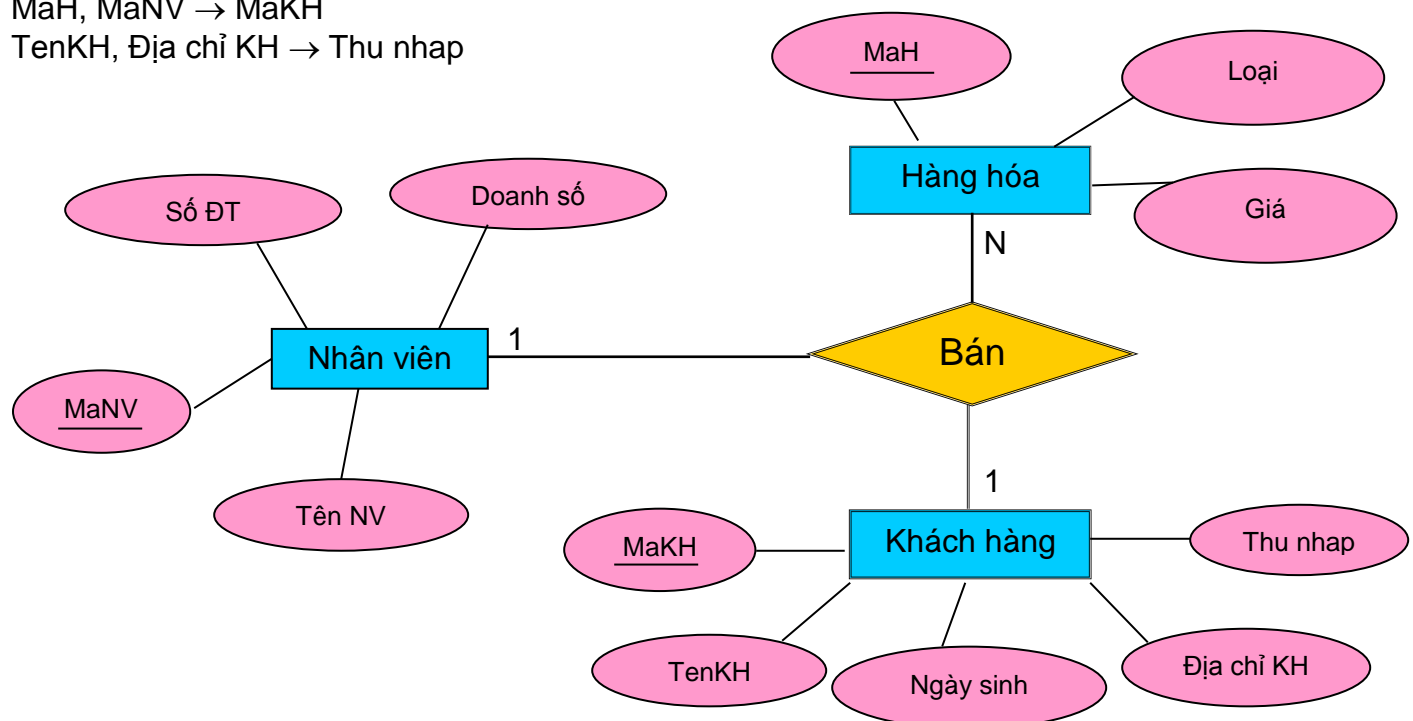 MaH, MaNV → MaKH
TenKH, Địa chỉ KH → Thu nhap
MaH
Loại
Hàng hóa
Giá
Số ĐT
Doanh số
N
1
Nhân viên
Bán
MaNV
Tên NV
1
MaKH
Khách hàng
Thu nhap
TenKH
Ngày sinh
Địa chỉ KH